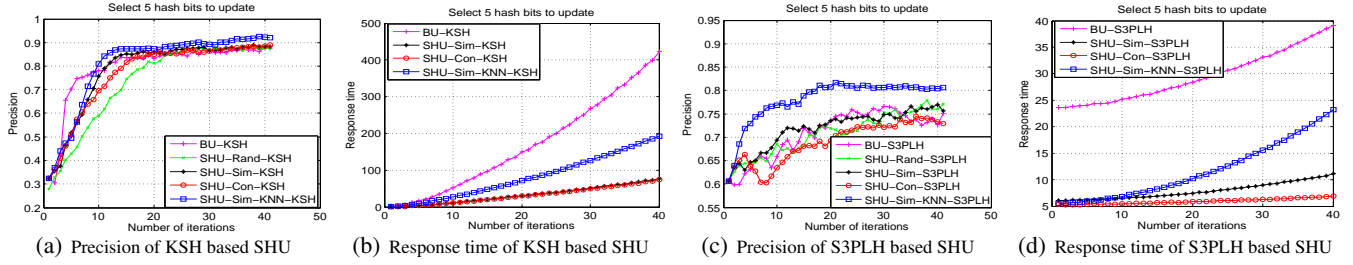 Select 5 hash bits to update
Precision
1
0.9
0.8
0.7
0.6
0.5
0.4
0.3
0.2
0 10 20 30 40 50
Number of iterations
BU-KSH
SHU-Rand-KSH
SHU-Sim-KSH
SHU-Con-KSH
SHU-Sim-KNN-KSH
(a) Precision of KSH based SHU
Select 5 hash bits to update
Response time
500
400
300
200
100
0
0 10 20 30 40
Number of iterations
BU-KSH
SHU-Sim-KSH
SHU-Con-KSH
SHU-Sim-KNN-KSH
(b) Response time of KSH based SHU
Select 5 hash bits to update
Precision
0.95
0.9
0.85
0.8
0.75
0.7
0.65
0.6
0.55
0 10 20 30 40 50
Number of iterations
BU-S3PLH
SHU-Rand-S3PLH
SHU-Sim-S3PLH
SHU-Con-S3PLH
SHU-Sim-KNN-S3PLH
(c) Precision of S3PLH based SHU
Select 5 hash bits to update
Response time
40
35
30
25
20
15
10
5
0 10 20 30 40
Number of iterations
BU-S3PLH
SHU-Sim-S3PLH
SHU-Con-S3PLH
SHU-Sim-KNN-S3PLH
(d) Response time of S3PLH based SHU